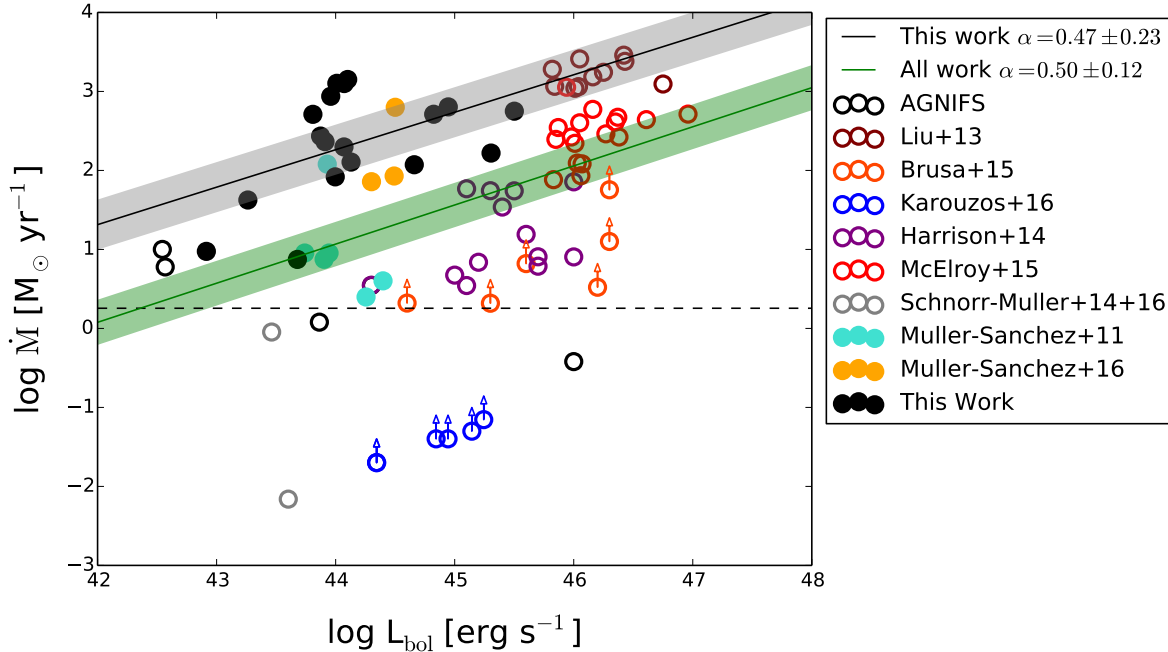 4
3
2
1
0
−1
−2
−3
42
43
44
45
46
47
48
log Ṁ [M⊙ yr−1]
log Lbol [erg s−1]
This work α=0.47±0.23
All work α=0.50±0.12
AGNIFS
Liu+13
Brusa+15
Karouzos+16
Harrison+14
McElroy+15
Schnorr-Muller+14+16
Muller-Sanchez+11
Muller-Sanchez+16
This Work